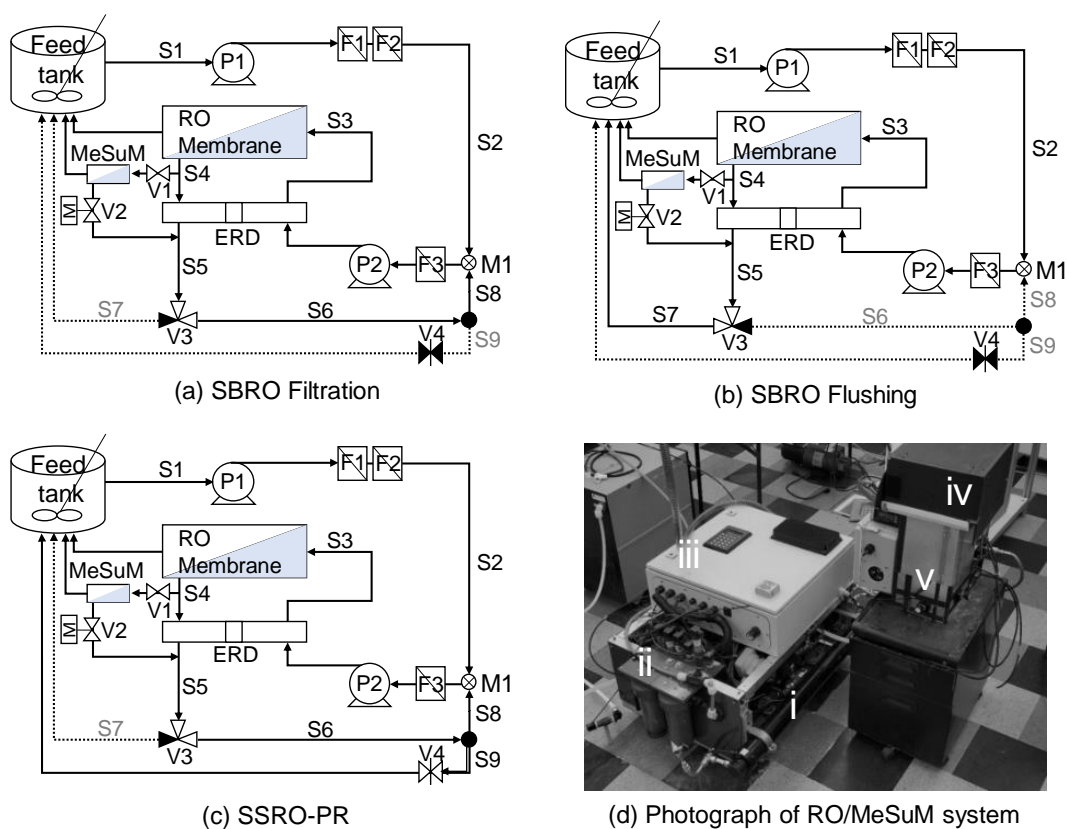 Feed
tank
S1
P1
F1 F2
S2
RO
Membrane
S3
MeSuM
V1
S4
M
V2
ERD
P2
F3
M1
S5
S8
S7
V3
S6
V4
S9
(a) SBRO Filtration
Feed
tank
S1
P1
F1 F2
S2
RO
Membrane
S3
MeSuM
V1
S4
M
V2
ERD
P2
F3
M1
S5
S8
S7
V3
S6
V4
S9
(b) SBRO Flushing
Feed
tank
S1
P1
F1 F2
S2
RO
Membrane
S3
MeSuM
V1
S4
M
V2
ERD
P2
F3
M1
S5
S8
S7
V3
S6
V4
S9
(c) SSRO-PR
iv
iii
v
ii
i
(d) Photograph of RO/MeSuM system